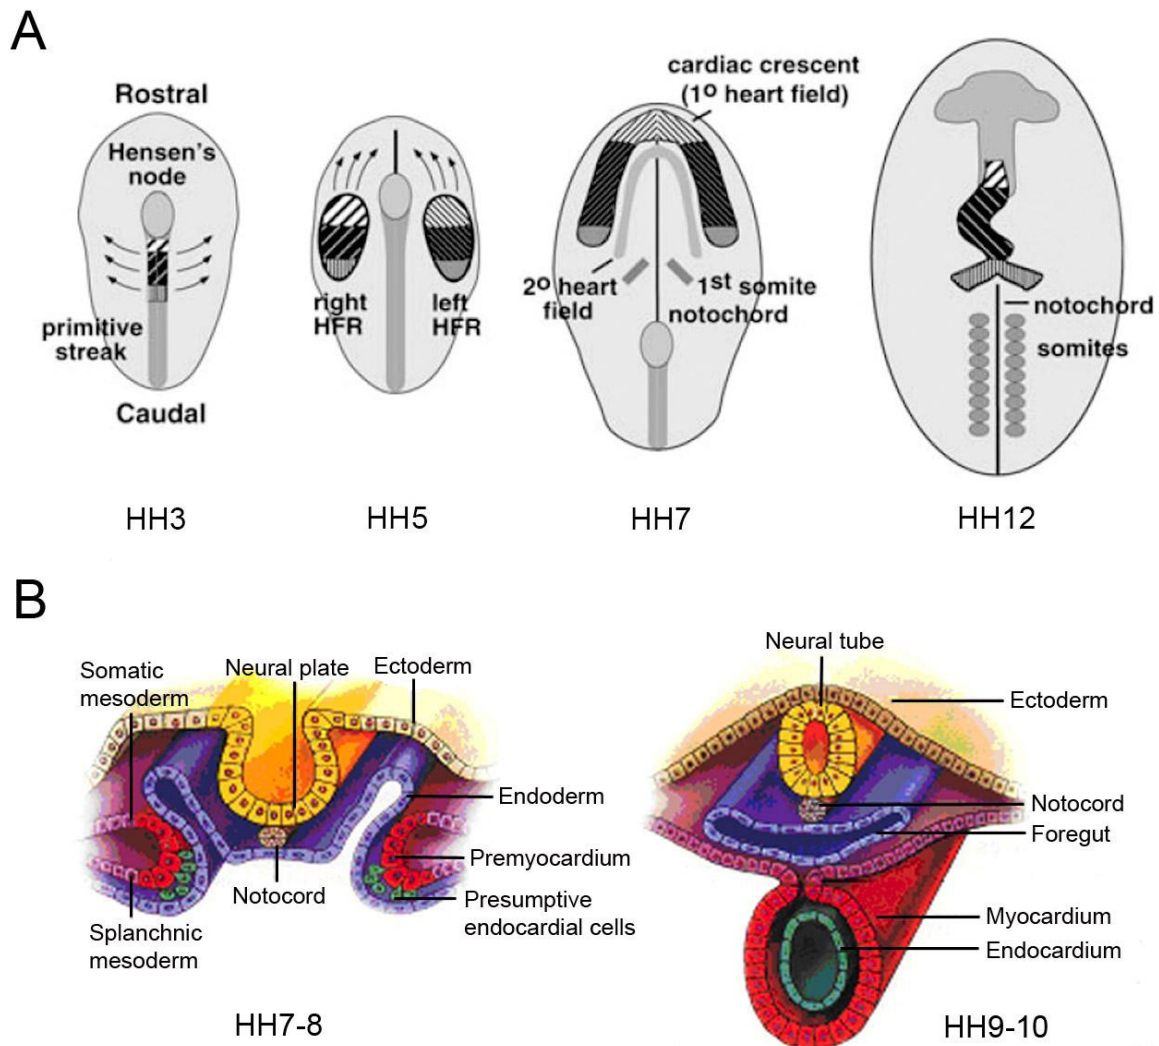 A
Rostral
Hensen's
node
primitive
streak
Caudal
HH3
right
HFR
left
HFR
HH5
cardiac crescent
(1º heart field)
2º heart
field
1st somite
notochord
HH7
notochord
somites
HH12
B
Somatic
mesoderm
Neural plate
Ectoderm
Endoderm
Premyocardium
Presumptive
endocardial cells
Notocord
Splanchnic
mesoderm
HH7-8
Neural tube
Ectoderm
Notocord
Foregut
Myocardium
Endocardium
HH9-10